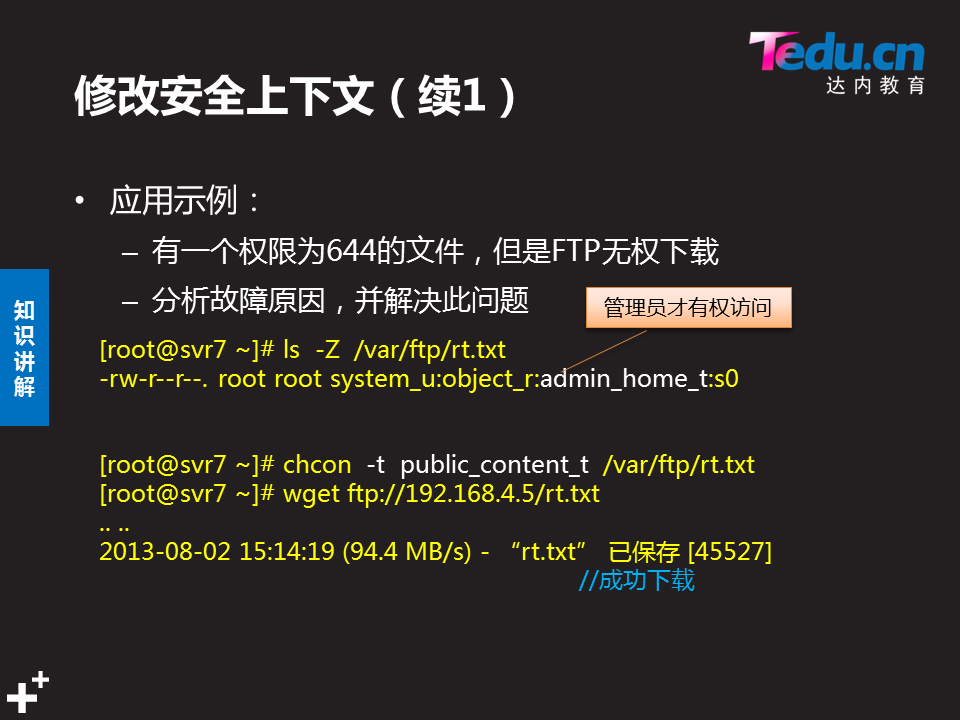 Tedu.cn
达内教育
修改安全上下文（续1）
• 应用示例：
– 有一个权限为644的文件，但是FTP无权下载
– 分析故障原因，并解决此问题
管理员才有权访问
知识讲解
[root@svr7 ~]# ls -Z /var/ftp/rt.txt
-rw-r--r--. root root system_u:object_r:admin_home_t:s0
[root@svr7 ~]# chcon -t public_content_t /var/ftp/rt.txt
[root@svr7 ~]# wget ftp://192.168.4.5/rt.txt
.. ..
2013-08-02 15:14:19 (94.4 MB/s) - “rt.txt” 已保存 [45527]
//成功下载